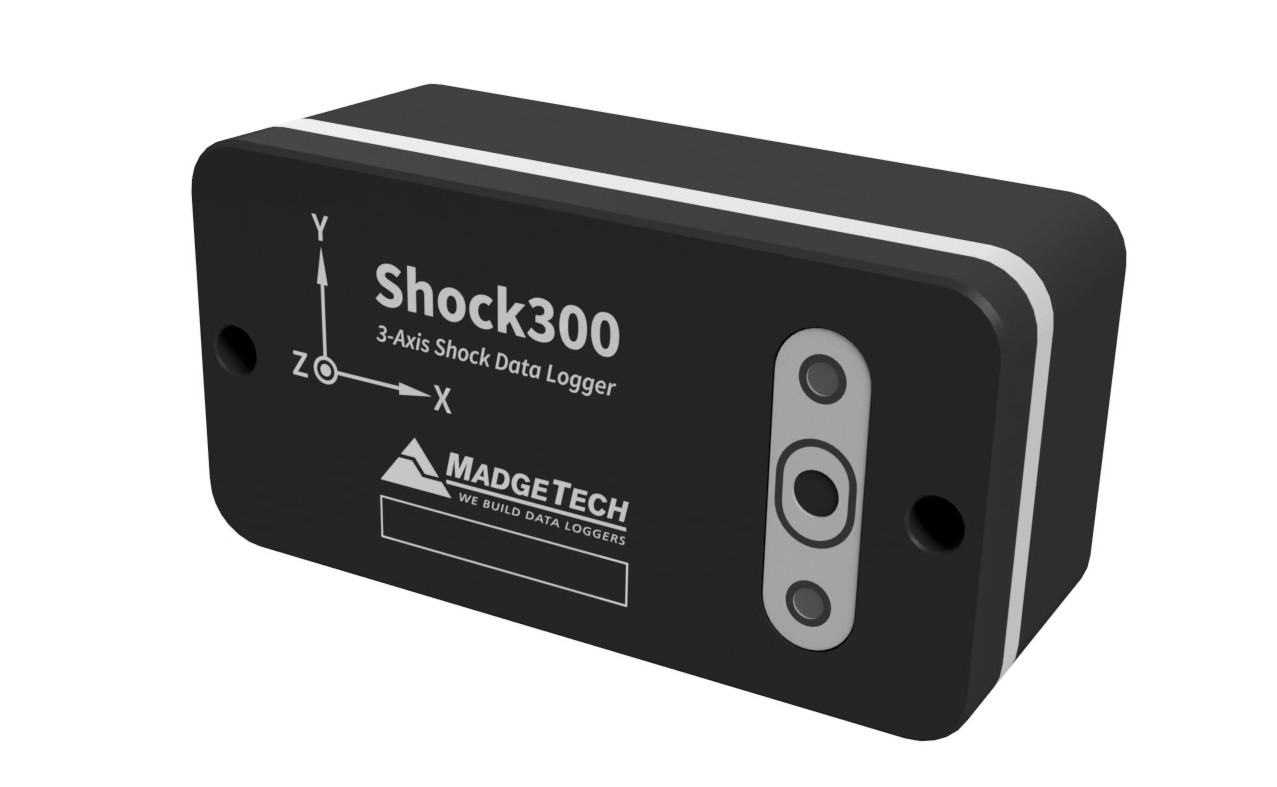 Y
Z
X
Shock300
3-Axis Shock Data Logger
MADGETECH
WE BUILD DATA LOGGERS